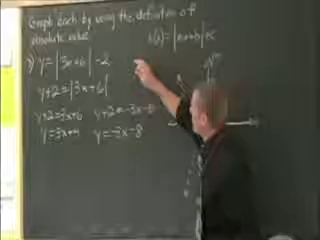 Graph each by using the definition of
absolute value
y = |3x+6| -2
y+2 = |3x+6|
y+2=3x+6 y+2=-3x-6
y=3x+4 y=-3x-8